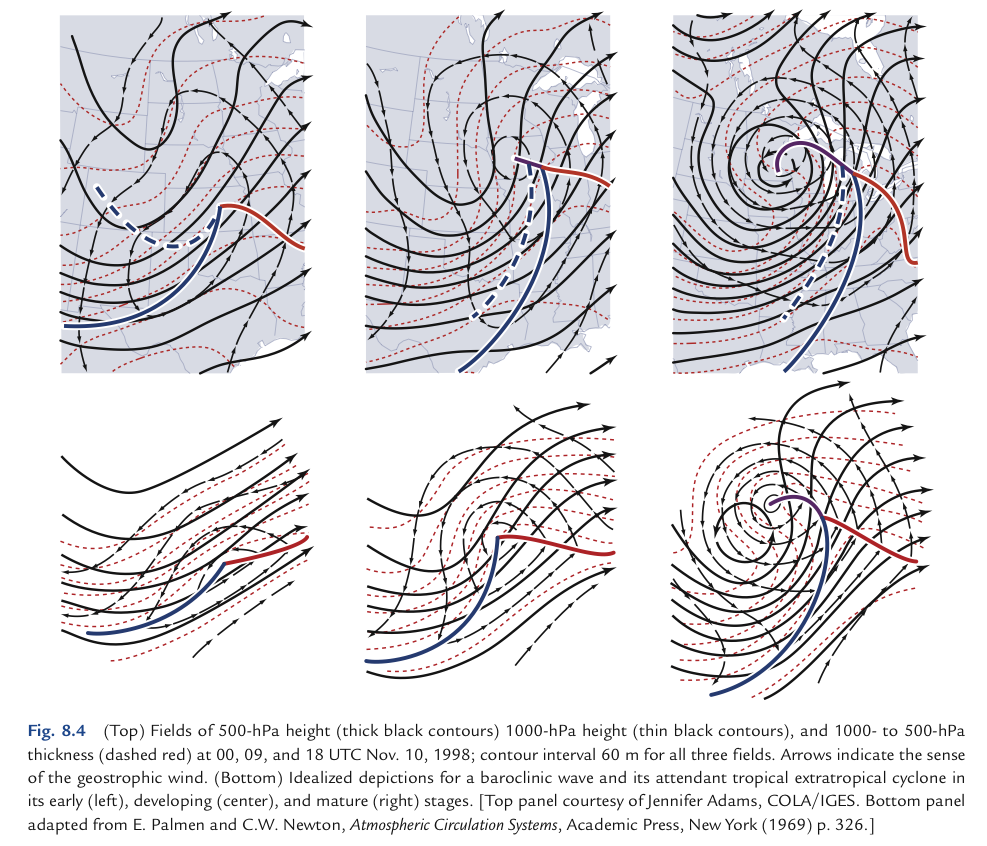 Fig. 8.4 (Top) Fields of 500-hPa height (thick black contours) 1000-hPa height (thin black contours), and 1000- to 500-hPa
thickness (dashed red) at 00, 09, and 18 UTC Nov. 10, 1998; contour interval 60 m for all three fields. Arrows indicate the sense
of the geostrophic wind. (Bottom) Idealized depictions for a baroclinic wave and its attendant tropical extratropical cyclone in
its early (left), developing (center), and mature (right) stages. [Top panel courtesy of Jennifer Adams, COLA/IGES. Bottom panel
adapted from E. Palmen and C.W. Newton, Atmospheric Circulation Systems, Academic Press, New York (1969) p. 326.]